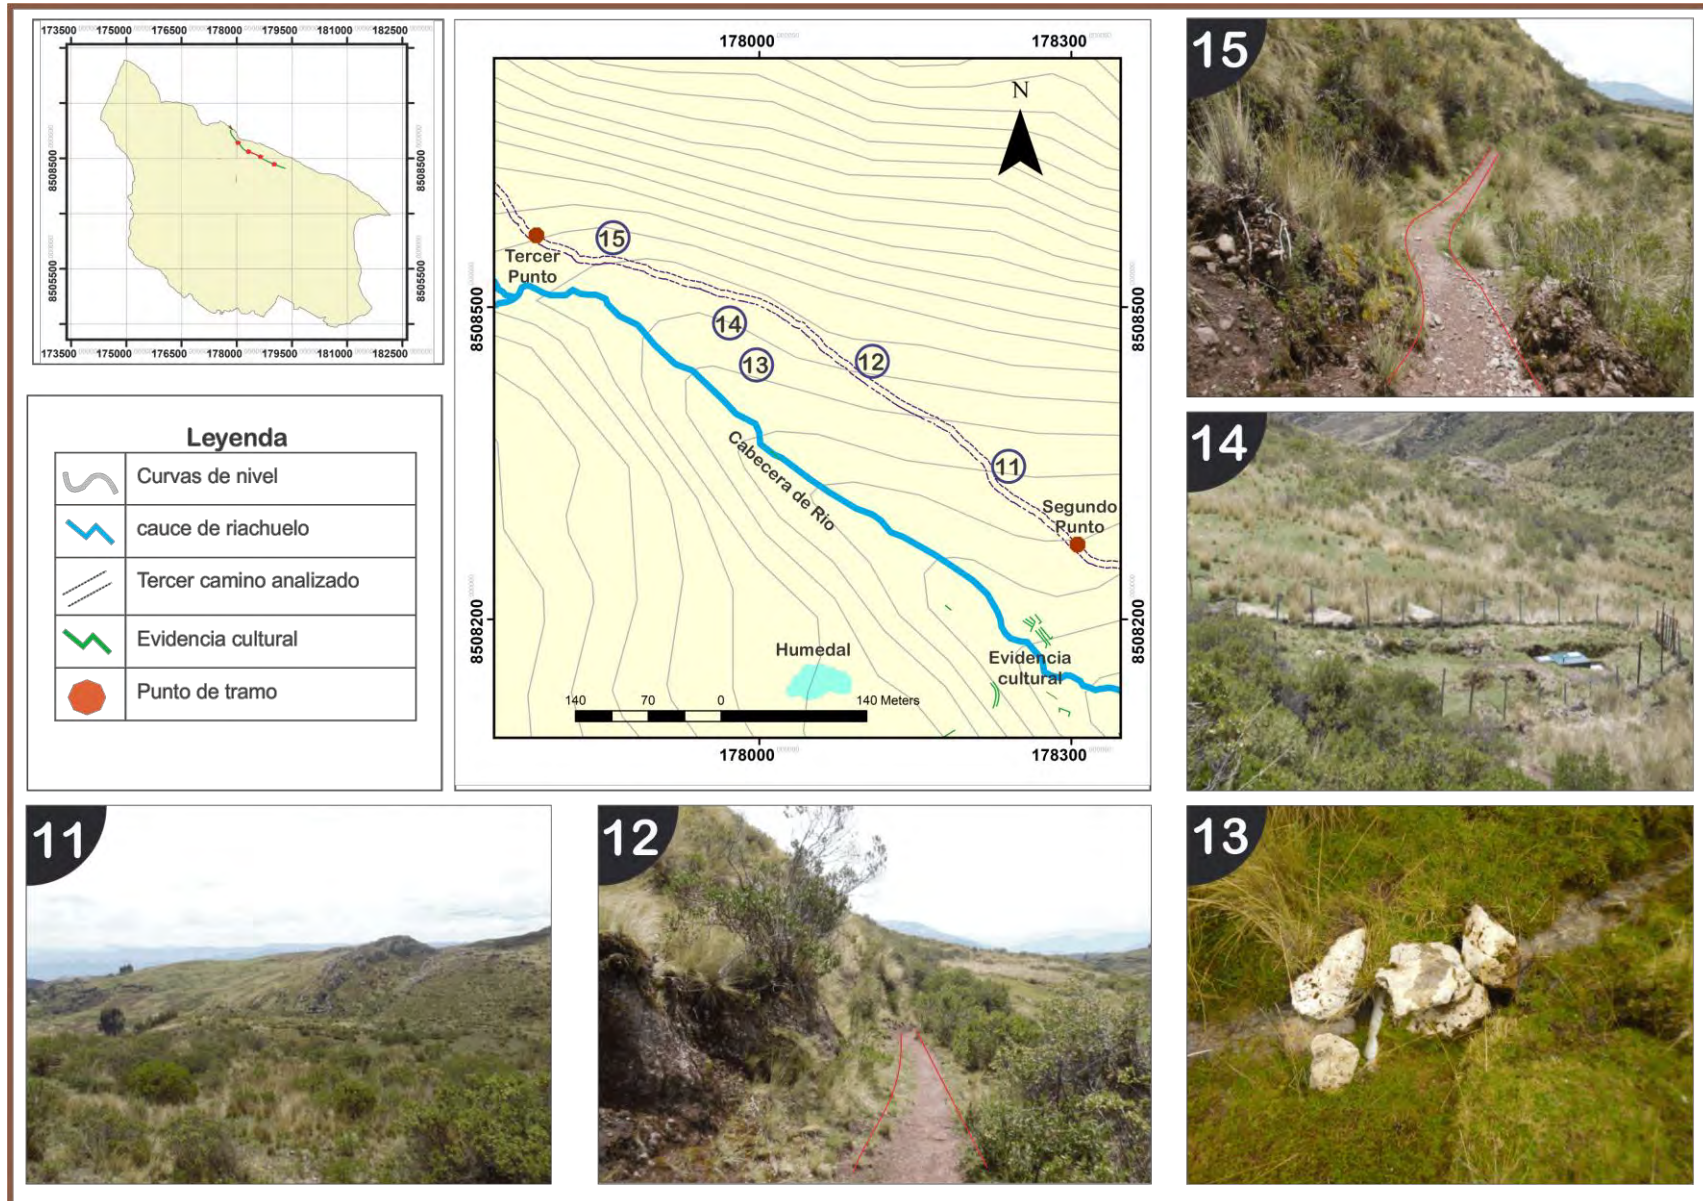 173500 175000 176500 178000 179500 181000 182500
8508500
8508500
8505500
8505500
173500 175000 176500 178000 179500 181000 182500
Leyenda
Curvas de nivel
cauce de riachuelo
Tercer camino analizado
Evidencia cultural
Punto de tramo
178000 178300
N
15
Tercer
Punto
8508500
8508500
14
12
13
11
Cabecera de Rio
Segundo
Punto
8508200
8508200
Humedal
Evidencia
cultural
140 70 0 140 Meters
178000 178300
15
14
11
12
13